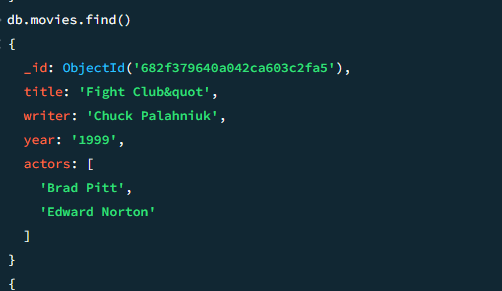 db.movies.find()
{
_id: ObjectId('682f379640a042ca603c2fa5'),
title: 'Fight Club&quot',
writer: 'Chuck Palahniuk',
year: '1999',
actors: [
'Brad Pitt',
'Edward Norton'
]
}
{